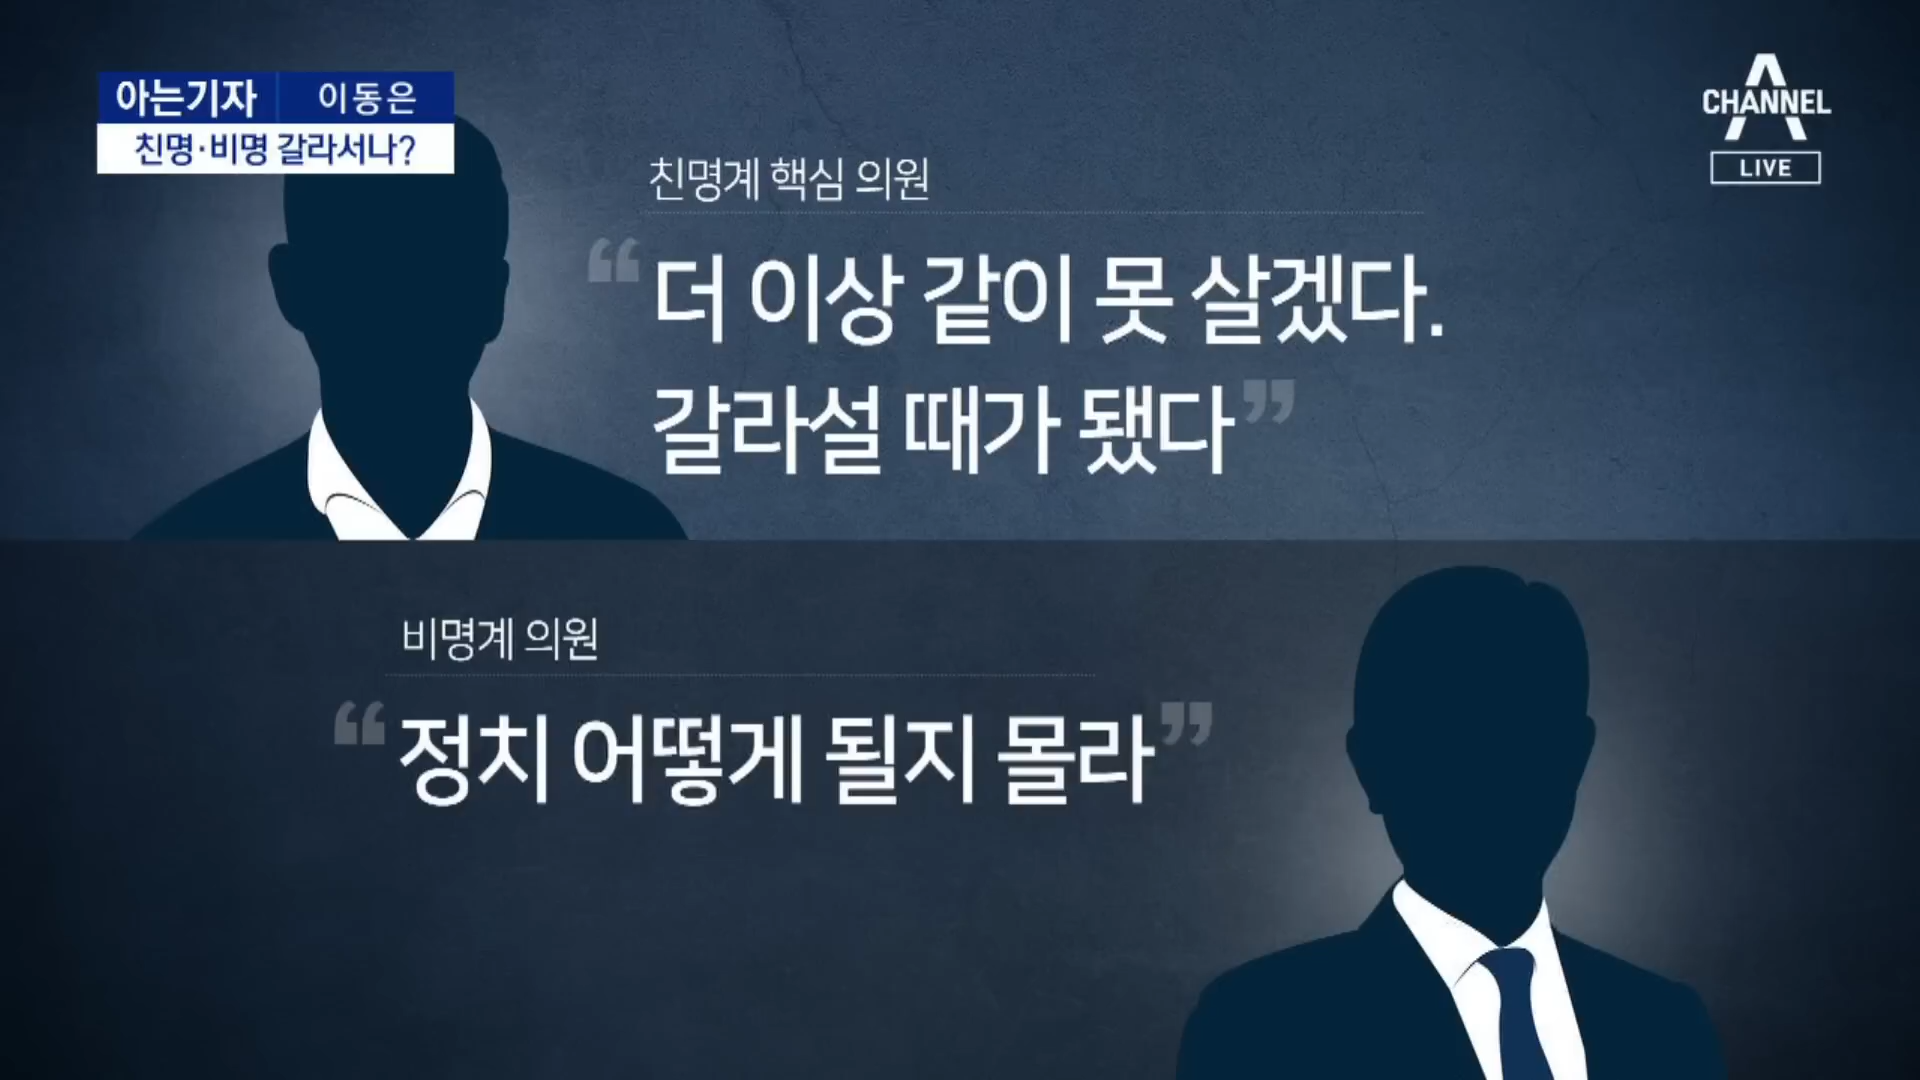 아는기자 이동은
친명·비명 갈라서나?
CHANNEL A
LIVE
친명계 핵심 의원
“더 이상 같이 못 살겠다.
갈라설 때가 됐다”
비명계 의원
“정치 어떻게 될지 몰라”